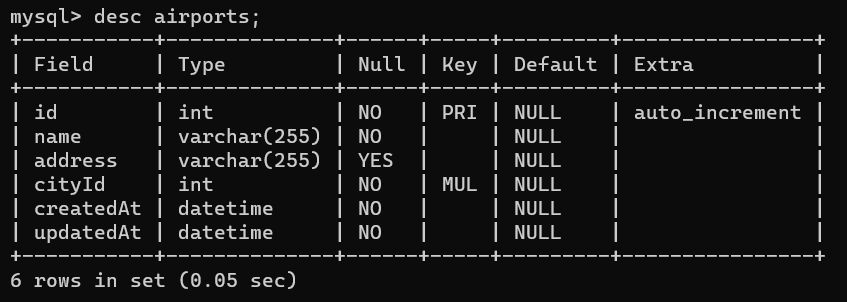 mysql> desc airports;
+-----------+--------------+------+-----+---------+----------------+
| Field     | Type         | Null | Key | Default | Extra          |
+-----------+--------------+------+-----+---------+----------------+
| id        | int          | NO   | PRI | NULL    | auto_increment |
| name      | varchar(255) | NO   |     | NULL    |                |
| address   | varchar(255) | YES  |     | NULL    |                |
| cityId    | int          | NO   | MUL | NULL    |                |
| createdAt | datetime     | NO   |     | NULL    |                |
| updatedAt | datetime     | NO   |     | NULL    |                |
+-----------+--------------+------+-----+---------+----------------+
6 rows in set (0.05 sec)